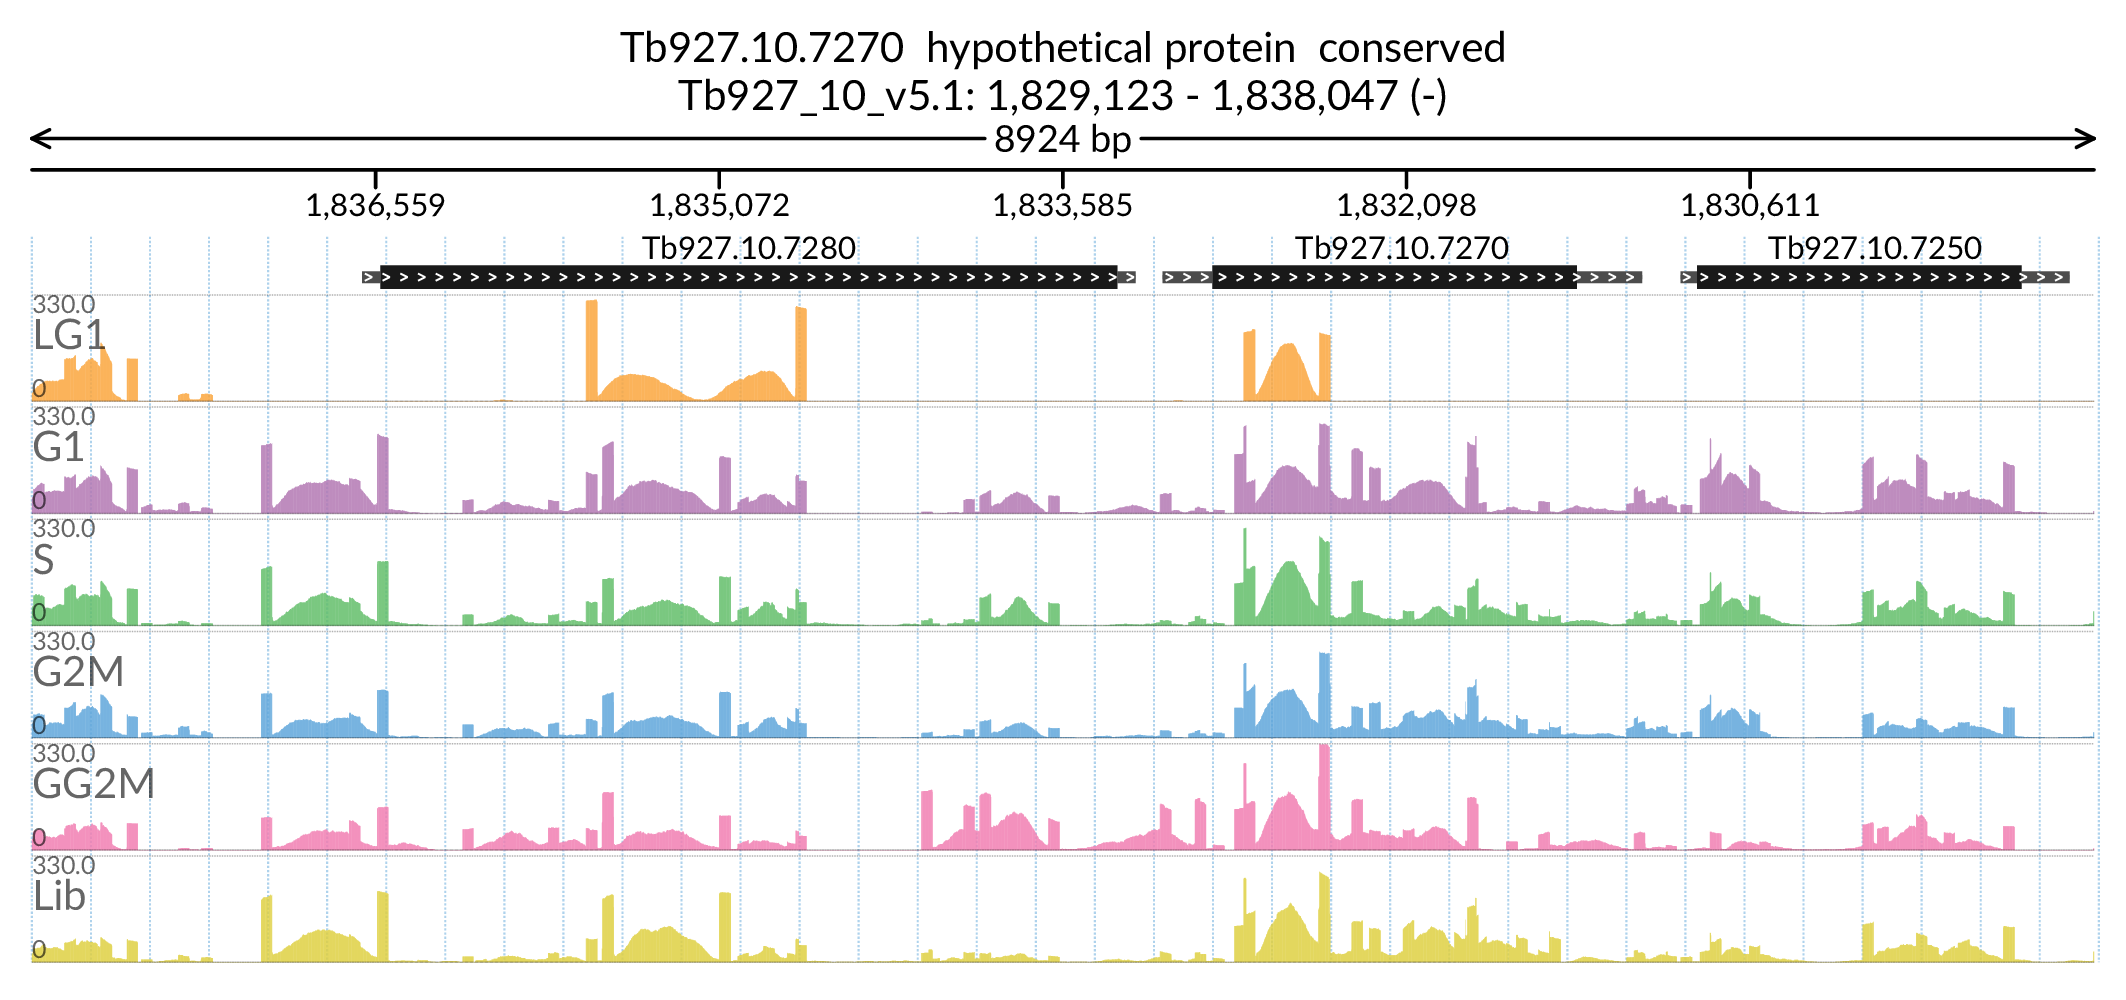 Tb927.10.7270 hypothetical protein conserved
Tb927_10_v5.1: 1,829,123 - 1,838,047 (-)
8924 bp
1,836,559 1,835,072 1,833,585 1,832,098 1,830,611
Tb927.10.7280 Tb927.10.7270 Tb927.10.7250
330.0
LG1
0
330.0
G1
0
330.0
S
0
330.0
G2M
0
330.0
GG2M
0
330.0
Lib
0